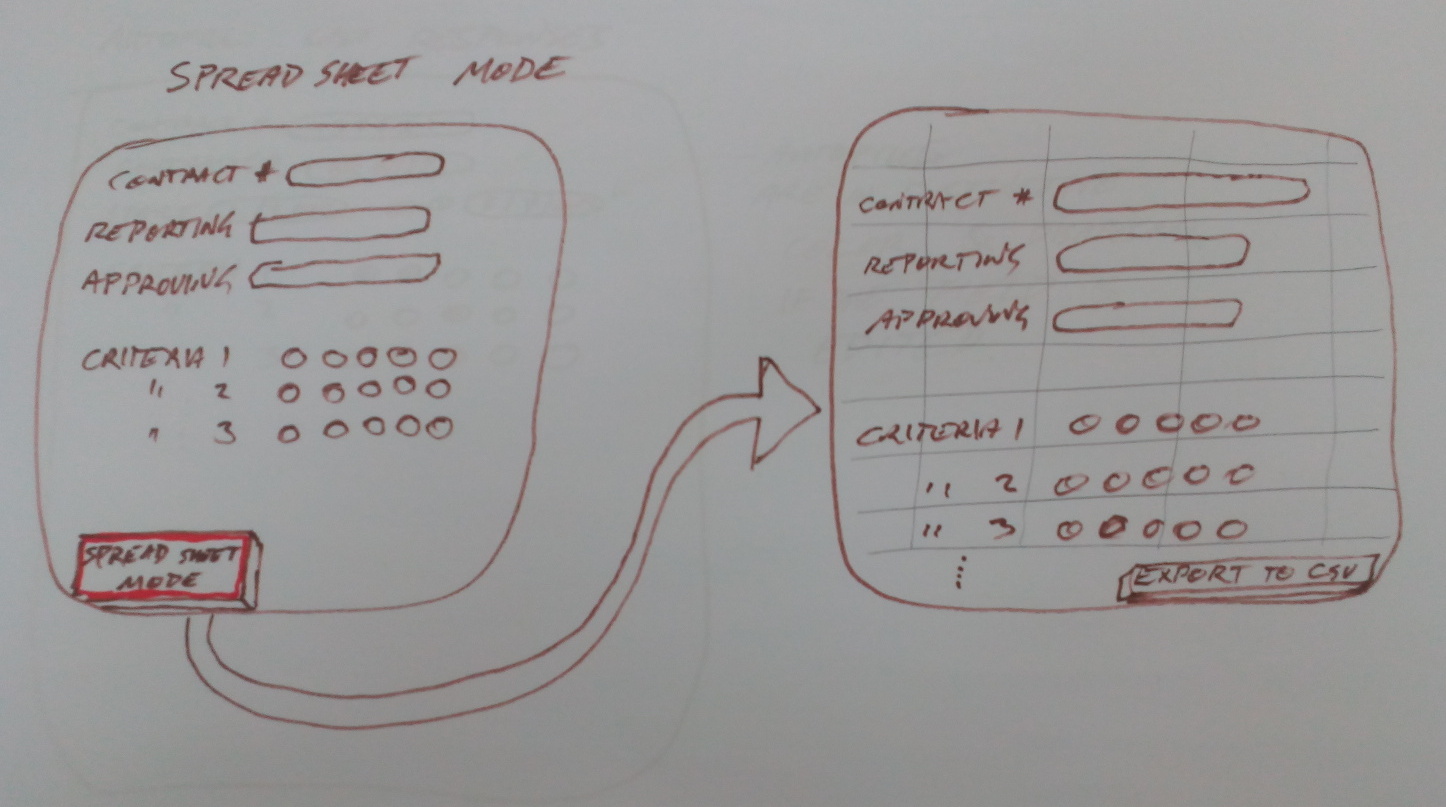 SPREAD SHEET MODE
CONTRACT #
REPORTING
APPROVING
CRITERIA 1
" 2
" 3
SPREAD SHEET
MODE
CONTRACT #
REPORTING
APPROVING
CRITERIA 1
" 2
" 3
EXPORT TO CSV